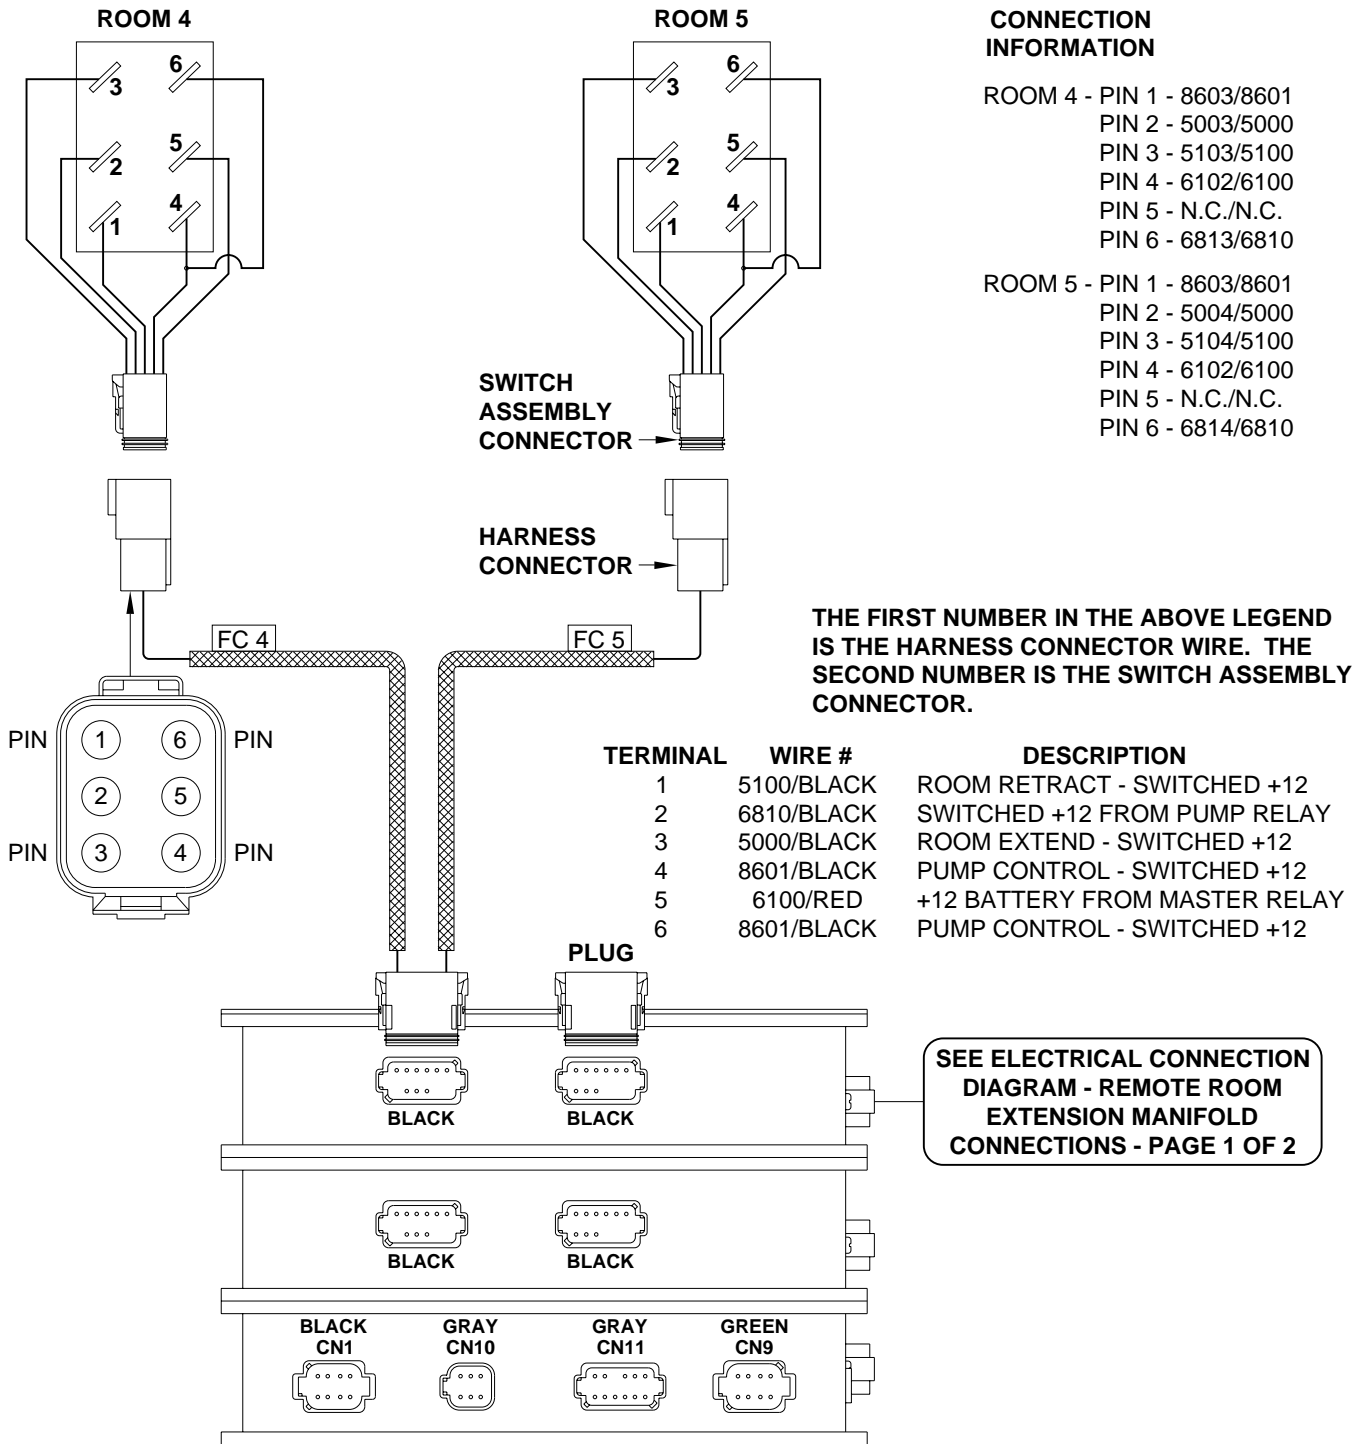 ROOM 4
3
6
2
5
1
4
ROOM 5
3
6
2
5
1
4
CONNECTION
INFORMATION
ROOM 4 - PIN 1 - 8603/8601
PIN 2 - 5003/5000
PIN 3 - 5103/5100
PIN 4 - 6102/6100
PIN 5 - N.C./N.C.
PIN 6 - 6813/6810
ROOM 5 - PIN 1 - 8603/8601
PIN 2 - 5004/5000
PIN 3 - 5104/5100
PIN 4 - 6102/6100
PIN 5 - N.C./N.C.
PIN 6 - 6814/6810
SWITCH
ASSEMBLY
CONNECTOR
HARNESS
CONNECTOR
FC 4
FC 5
THE FIRST NUMBER IN THE ABOVE LEGEND
IS THE HARNESS CONNECTOR WIRE. THE
SECOND NUMBER IS THE SWITCH ASSEMBLY
CONNECTOR.
PIN 1 6 PIN
2 5
PIN 3 4 PIN
TERMINAL WIRE # DESCRIPTION
1 5100/BLACK ROOM RETRACT - SWITCHED +12
2 6810/BLACK SWITCHED +12 FROM PUMP RELAY
3 5000/BLACK ROOM EXTEND - SWITCHED +12
4 8601/BLACK PUMP CONTROL - SWITCHED +12
5 6100/RED +12 BATTERY FROM MASTER RELAY
6 8601/BLACK PUMP CONTROL - SWITCHED +12
PLUG
BLACK
BLACK
SEE ELECTRICAL CONNECTION
DIAGRAM - REMOTE ROOM
EXTENSION MANIFOLD
CONNECTIONS - PAGE 1 OF 2
BLACK
BLACK
BLACK
CN1
GRAY
CN10
GRAY
CN11
GREEN
CN9